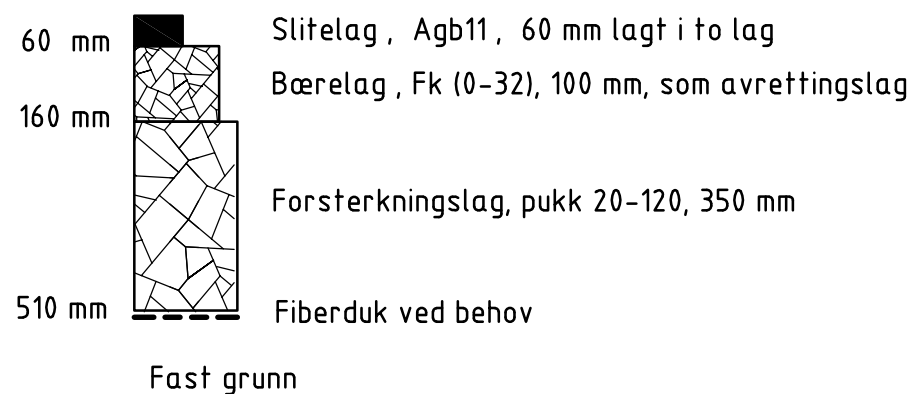 Slitelag, Agb11, 60 mm lagt i to lag
60 mm
Bærelag, Fk (0-32), 100 mm, som avrettingslag
160 mm
Forsterkningslag, pukk 20-120, 350 mm
510 mm
Fiberduk ved behov
Fast grunn